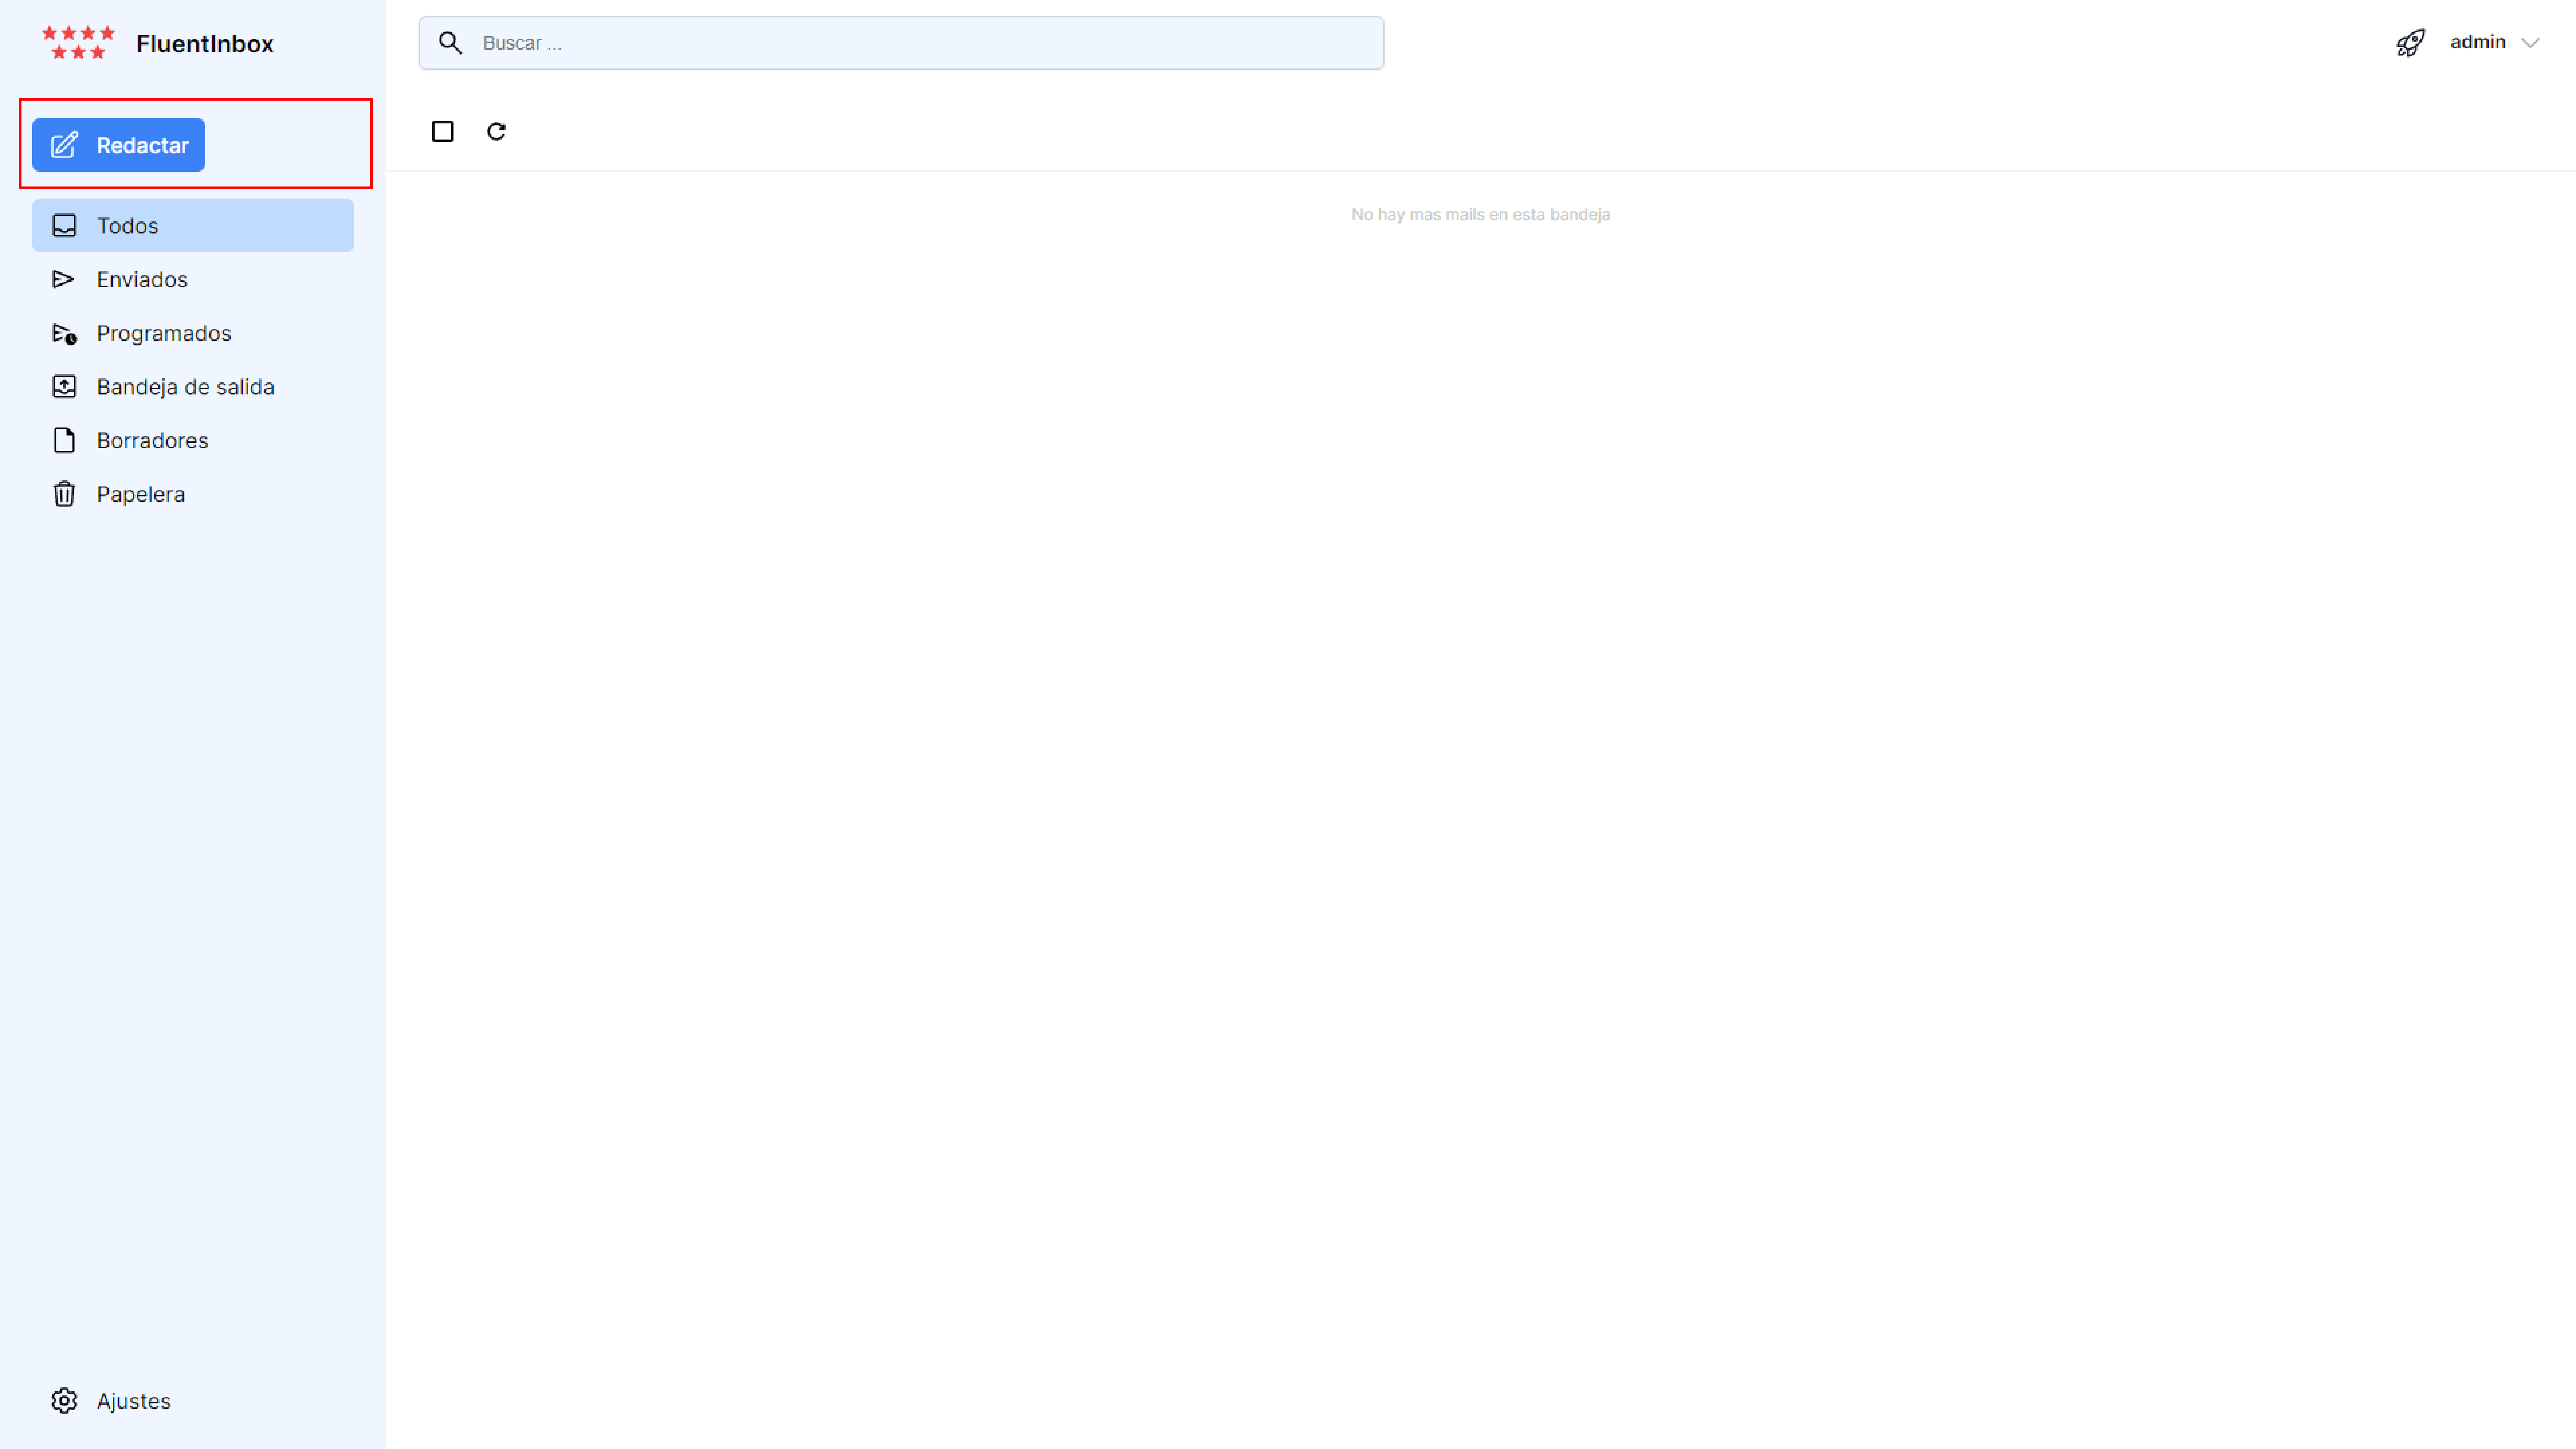 FluentInbox
Buscar ...
admin
Redactar
Todos
Enviados
Programados
Bandeja de salida
Borradores
Papelera
No hay mas mails en esta bandeja
Ajustes